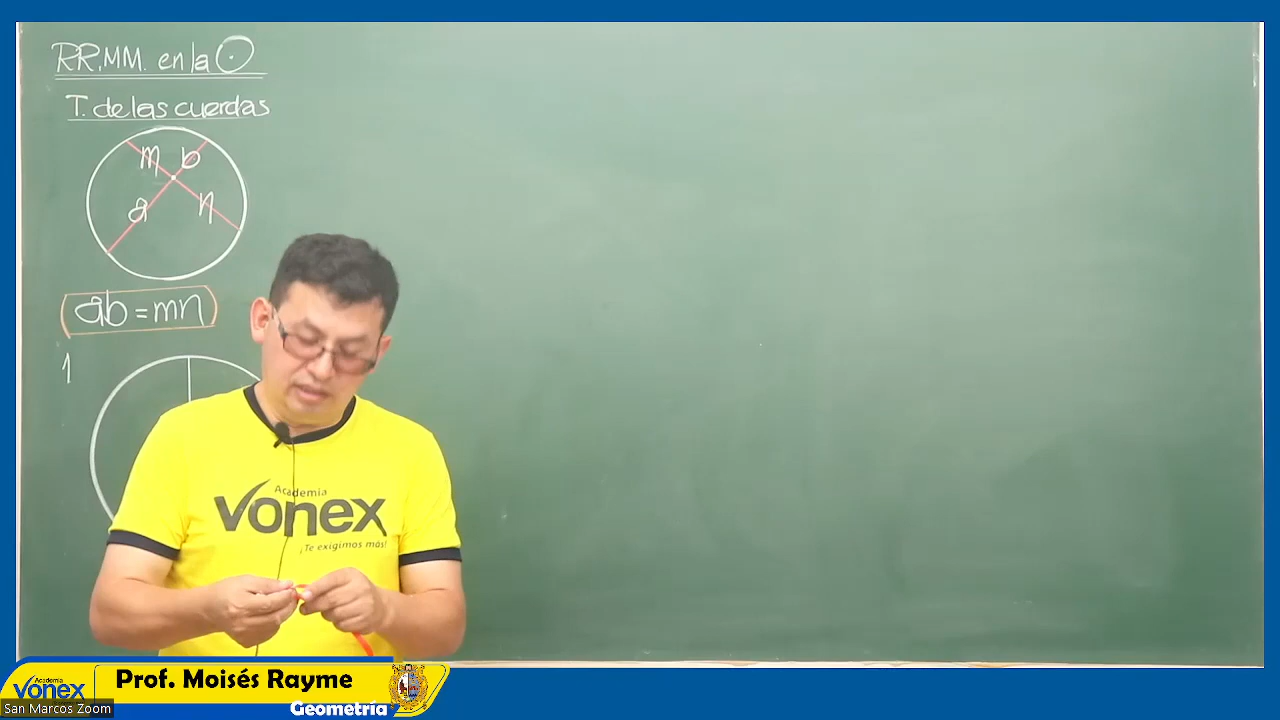 RR.MM. en la
T. de las cuerdas
m b
a n
ab = mn
1
Academia
vonex
¡Te exigimos más!
Academia
vonex
Prof. Moisés Rayme
Geometría
San Marcos Zoom